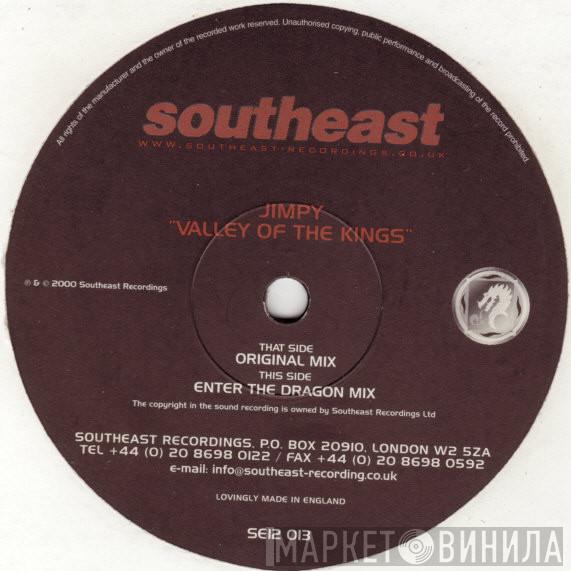 All rights of the manufacturer and the owner of the recorded work reserved. Unauthorised copying, public performance and broadcasting of the record prohibited.
southeast
WWW.SOUTHEAST-RECORDINGS.CO.UK
JIMPY
"VALLEY OF THE KINGS"
℗ & © 2000 Southeast Recordings
THAT SIDE
ORIGINAL MIX
THIS SIDE
ENTER THE DRAGON MIX
The copyright in the sound recording is owned by Southeast Recordings Ltd
SOUTHEAST RECORDINGS. P.O. BOX 20910. LONDON W2 5ZA
TEL +44 (0) 20 8698 0122 / FAX +44 (0) 20 8698 0592
e-mail: info@southeast-recording.co.uk
LOVINGLY MADE IN ENGLAND
SE12 013
МАРКЕТ ВИНИЛА